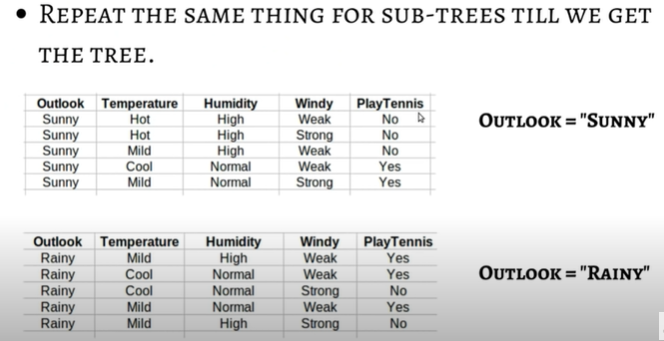 • REPEAT THE SAME THING FOR SUB-TREES TILL WE GET
THE TREE.
Outlook Temperature Humidity Windy PlayTennis
Sunny Hot High Weak No
Sunny Hot High Strong No
Sunny Mild High Weak No
Sunny Cool Normal Weak Yes
Sunny Mild Normal Strong Yes
OUTLOOK = "SUNNY"
Outlook Temperature Humidity Windy PlayTennis
Rainy Mild High Weak Yes
Rainy Cool Normal Weak Yes
Rainy Cool Normal Strong No
Rainy Mild Normal Weak Yes
Rainy Mild High Strong No
OUTLOOK = "RAINY"